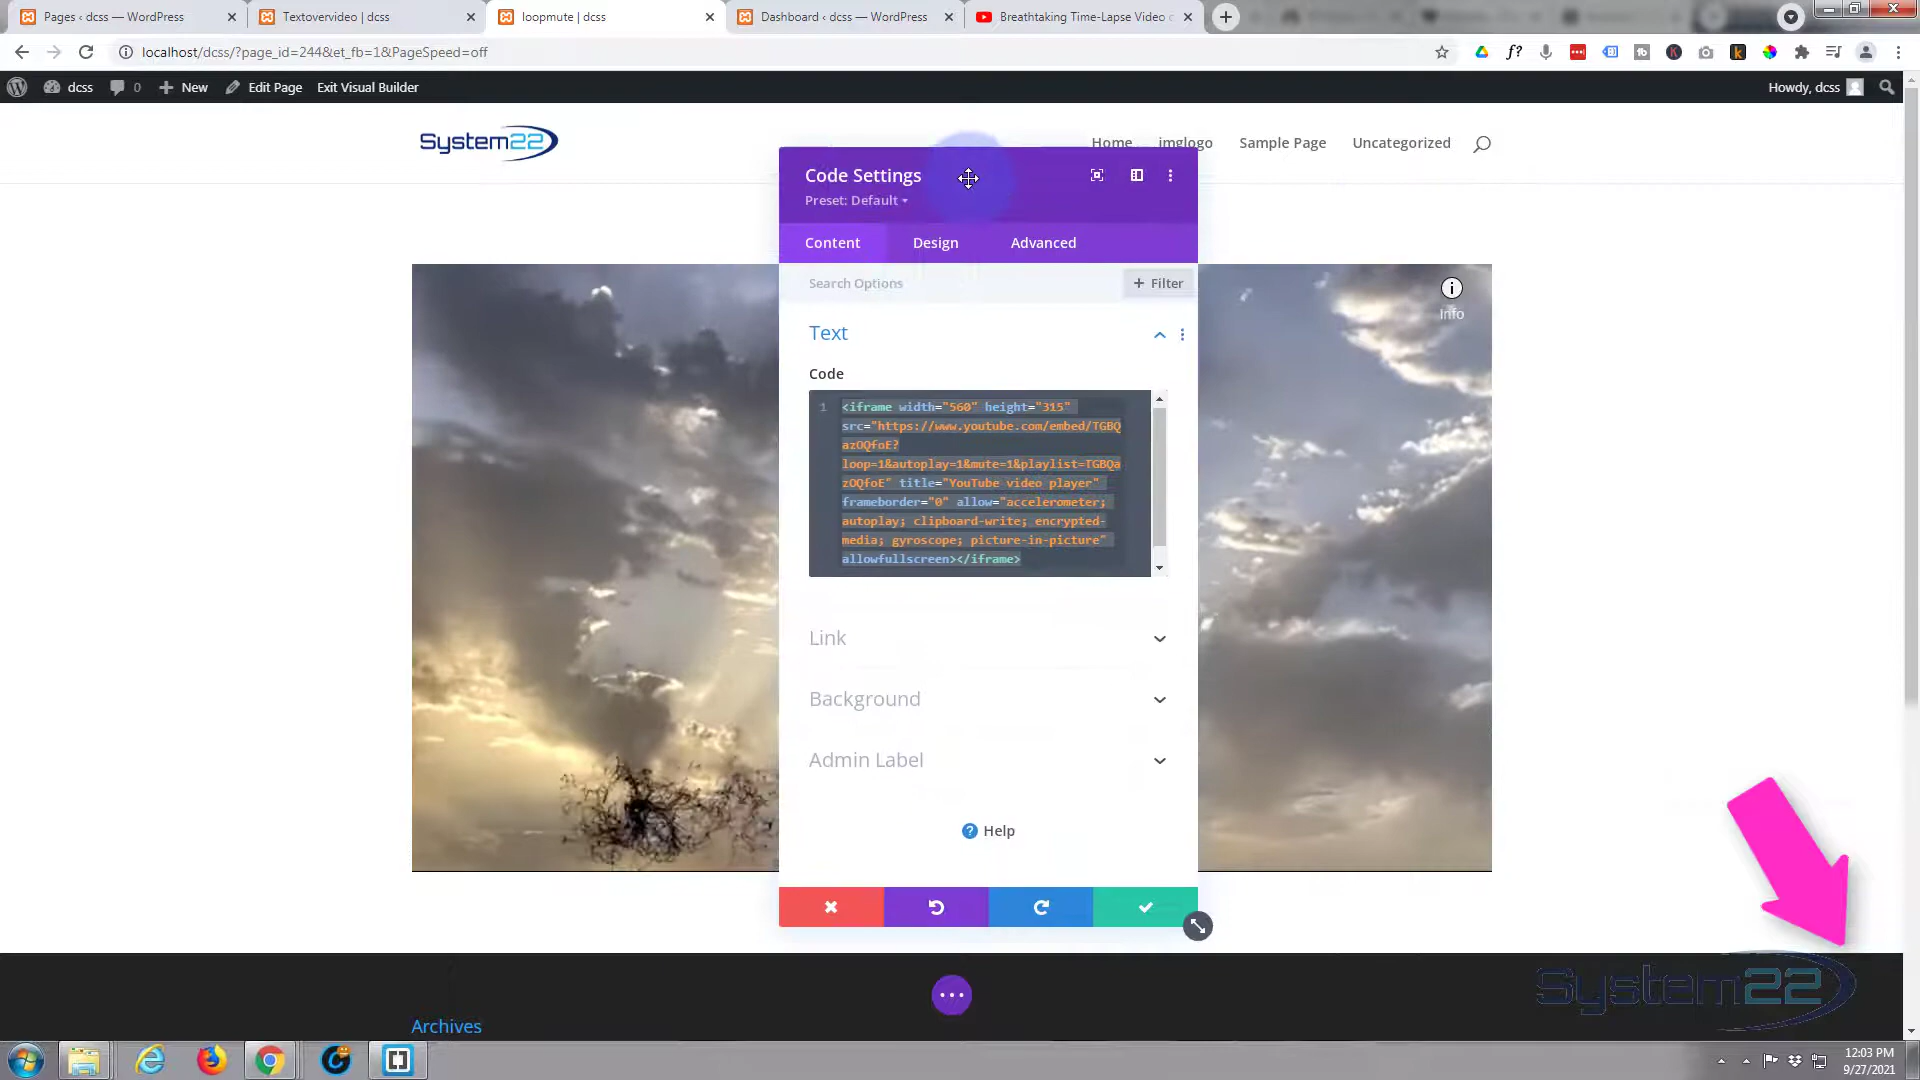 Pages ‹ dcss — WordPress
Textovervideo | dcss
loopmute | dcss
Dashboard ‹ dcss — WordPress
Breathtaking Time-Lapse Video
localhost/dcss/?page_id=244&et_fb=1&PageSpeed=off
dcss
0
New
Edit Page
Exit Visual Builder
Howdy, dcss
System22
Home
imglogo
Sample Page
Uncategorized
Code Settings
Preset: Default
Content
Design
Advanced
Search Options
+ Filter
Info
Text
Code
1
<iframe width="560" height="315"
src="https://www.youtube.com/embed/TGBQ
azOQfoE?
loop=1&autoplay=1&mute=1&playlist=TGBQa
zOQfoE" title="YouTube video player"
frameborder="0" allow="accelerometer;
autoplay; clipboard-write; encrypted-
media; gyroscope; picture-in-picture"
allowfullscreen></iframe>
Link
Background
Admin Label
? Help
System22
Archives
12:03 PM
9/27/2021